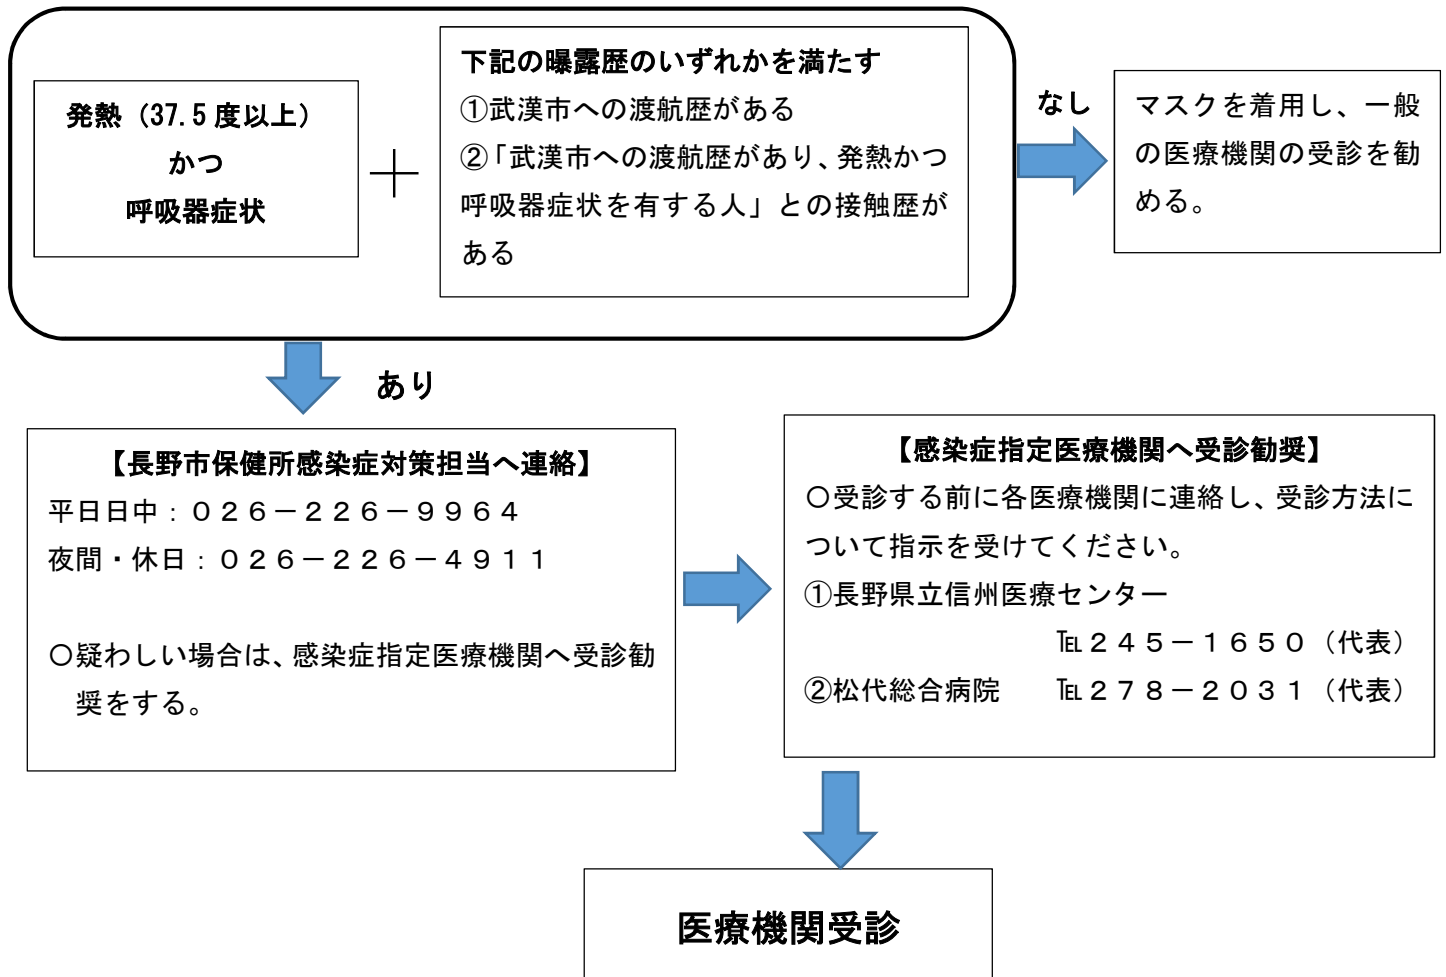 発熱（37.5度以上）
かつ
呼吸器症状
＋
下記の曝露歴のいずれかを満たす
①武漢市への渡航歴がある
②「武漢市への渡航歴があり、発熱かつ
呼吸器症状を有する人」との接触歴が
ある
なし
マスクを着用し、一般
の医療機関の受診を勧
める。
あり
【長野市保健所感染症対策担当へ連絡】
平日日中：０２６－２２６－９９６４
夜間・休日：０２６－２２６－４９１１
○疑わしい場合は、感染症指定医療機関へ受診勧
奨をする。
【感染症指定医療機関へ受診勧奨】
○受診する前に各医療機関に連絡し、受診方法に
ついて指示を受けてください。
①長野県立信州医療センター
℡２４５－１６５０（代表）
②松代総合病院　　℡２７８－２０３１（代表）
医療機関受診